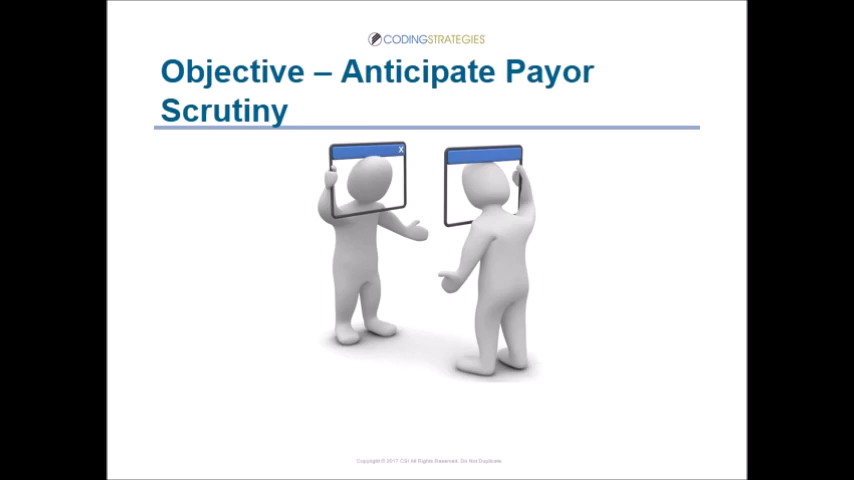 CODINGSTRATEGIES
Objective – Anticipate Payor
Scrutiny
X
Copyright © 2017 CSI All Rights Reserved. Do Not Duplicate.